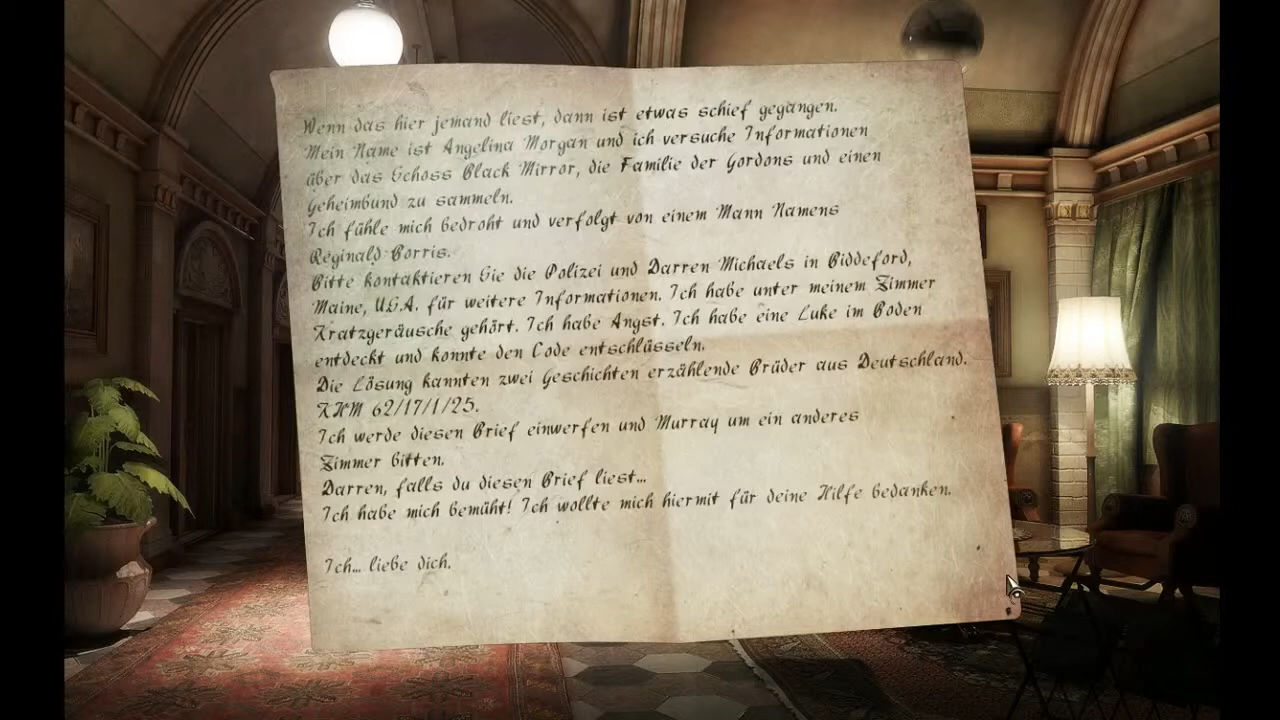 Wenn das hier jemand liest, dann ist etwas schief gegangen.
Mein Name ist Angelina Morgan und ich versuche Informationen
über das Schoss Black Mirror, die Familie der Gordons und einen
Geheimbund zu sammeln.
Ich fühle mich bedroht und verfolgt von einem Mann Namens
Reginald Borris.
Bitte kontaktieren Sie die Polizei und Darren Michaels in Biddeford,
Maine, USA. für weitere Informationen. Ich habe unter meinem Zimmer
Kratzgeräusche gehört. Ich habe Angst. Ich habe eine Luke im Boden
entdeckt und konnte den Code entschlüsseln.
Die Lösung kannten zwei Geschichten erzählende Brüder aus Deutschland.
KHM 62/17/1/25.
Ich werde diesen Brief einwerfen und Murray um ein anderes
Zimmer bitten.
Darren, falls du diesen Brief liest...
Ich habe mich bemüht! Ich wollte mich hiermit für deine Hilfe bedanken.
Ich... liebe dich.